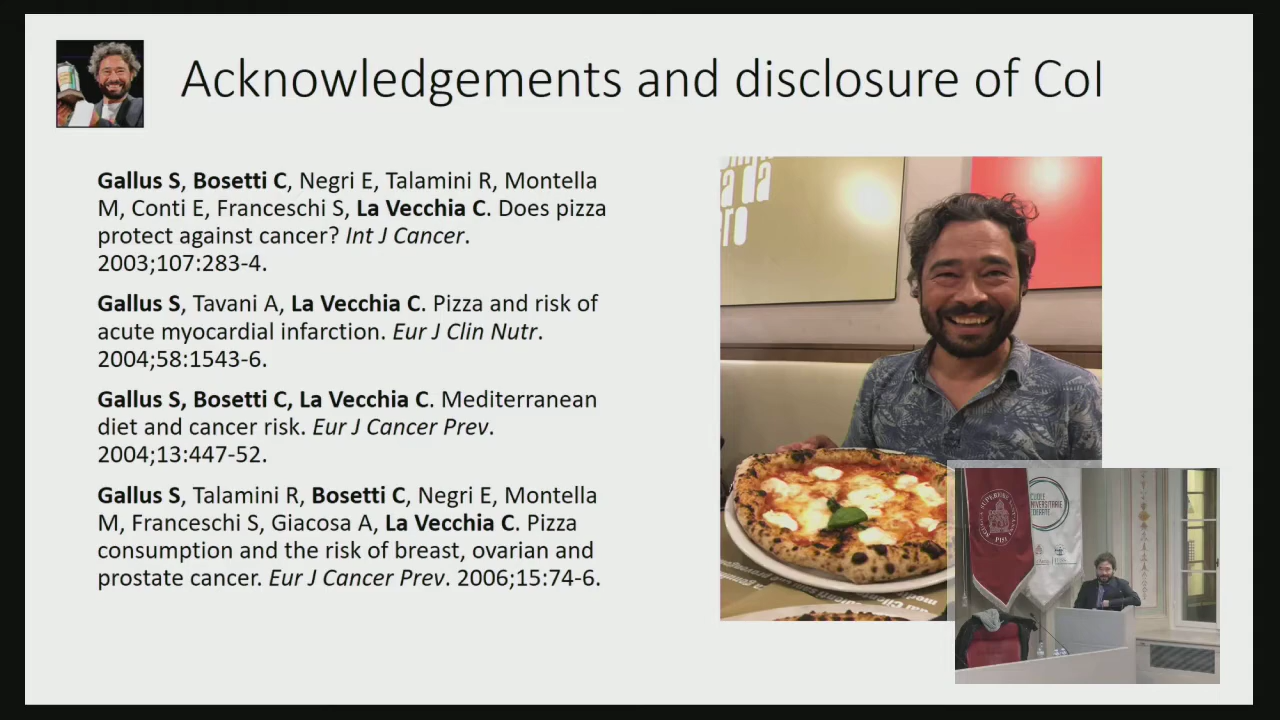 Acknowledgements and disclosure of CoI
Gallus S, Bosetti C, Negri E, Talamini R, Montella
M, Conti E, Franceschi S, La Vecchia C. Does pizza
protect against cancer? Int J Cancer.
2003;107:283-4.
Gallus S, Tavani A, La Vecchia C. Pizza and risk of
acute myocardial infarction. Eur J Clin Nutr.
2004;58:1543-6.
Gallus S, Bosetti C, La Vecchia C. Mediterranean
diet and cancer risk. Eur J Cancer Prev.
2004;13:447-52.
Gallus S, Talamini R, Bosetti C, Negri E, Montella
M, Franceschi S, Giacosa A, La Vecchia C. Pizza
consumption and the risk of breast, ovarian and
prostate cancer. Eur J Cancer Prev. 2006;15:74-6.